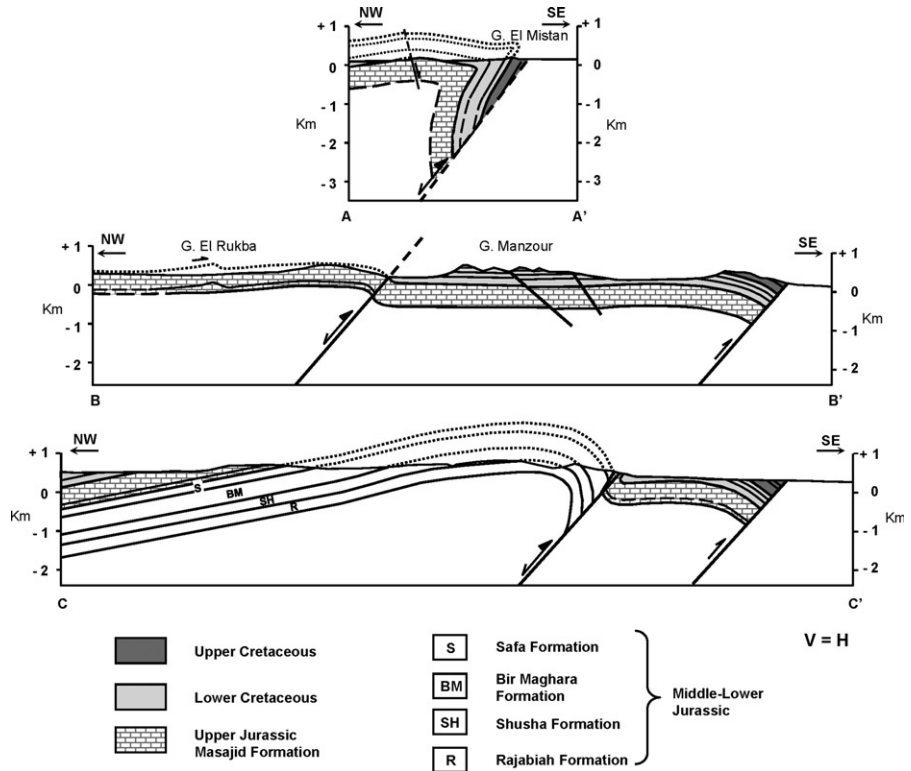 NW SE
G. El Mistan
+ 1 + 1
0 0
- 1 - 1
Km Km
- 2 - 2
- 3 - 3
A A'
NW SE
G. El Rukba G. Manzour
+ 1 + 1
0 0
Km Km
- 1 - 1
- 2 - 2
B B'
NW SE
+ 1 + 1
S
BM
0 0
SH
Km Km
R
- 1 - 1
- 2 - 2
C C'
Upper Cretaceous
Lower Cretaceous
Upper Jurassic
Masajid Formation
S Safa Formation
BM Bir Maghara
Formation
SH Shusha Formation
R Rajabiah Formation
Middle-Lower
Jurassic
V = H